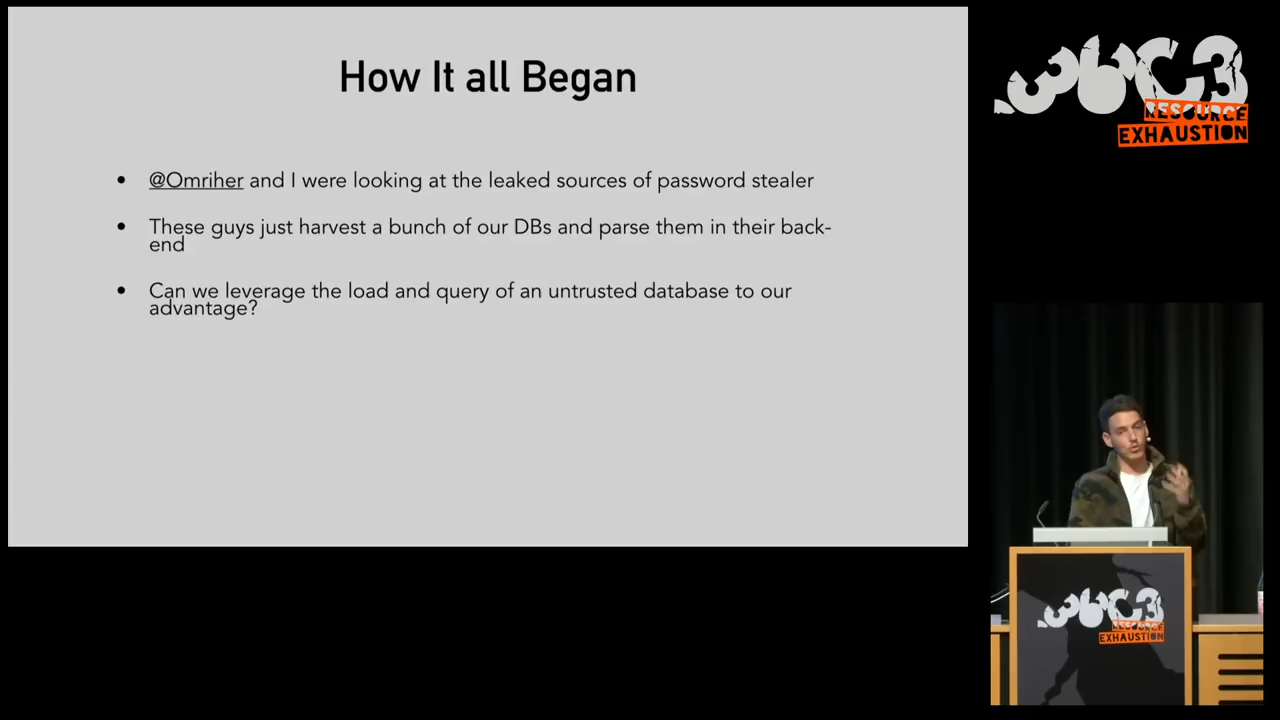 How It all Began
@Omriher and I were looking at the leaked sources of password stealer
These guys just harvest a bunch of our DBs and parse them in their back-
end
Can we leverage the load and query of an untrusted database to our
advantage?
36C3
RESOURCE
EXHAUSTION
36C3
RESOURCE
EXHAUSTION